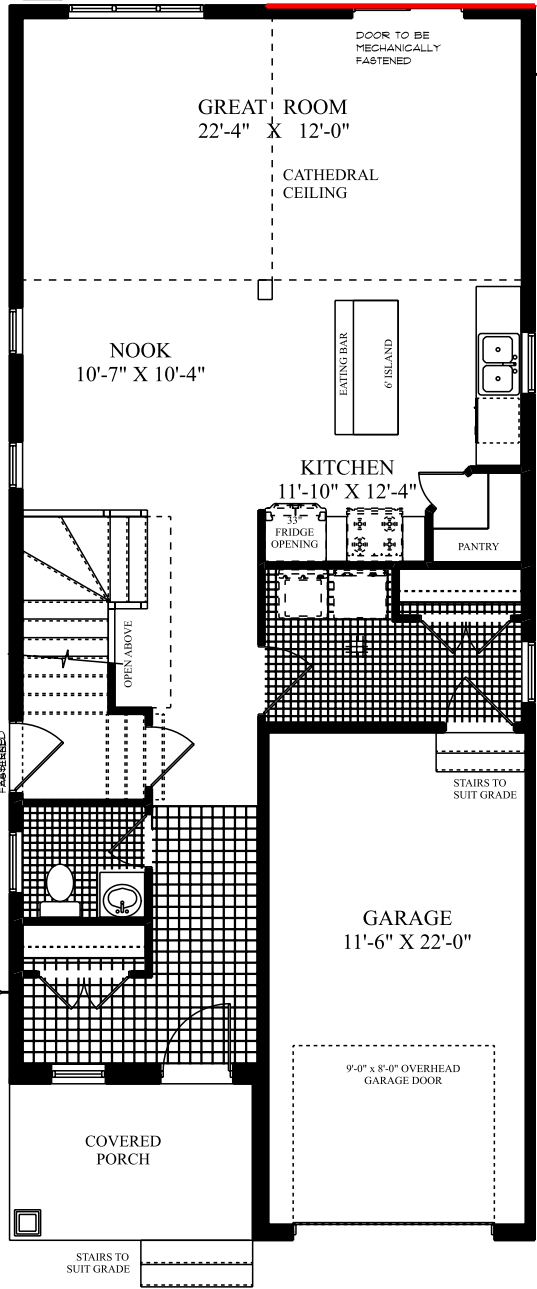 DOOR TO BE
MECHANICALLY
FASTENED
GREAT ROOM
22'-4" X 12'-0"
CATHEDRAL
CEILING
NOOK
10'-7" X 10'-4"
EATING BAR
6' ISLAND
KITCHEN
11'-10" X 12'-4"
33"
FRIDGE
OPENING
PANTRY
OPEN ABOVE
FASTENED
STAIRS TO
SUIT GRADE
GARAGE
11'-6" X 22'-0"
9'-0" x 8'-0" OVERHEAD
GARAGE DOOR
COVERED
PORCH
STAIRS TO
SUIT GRADE